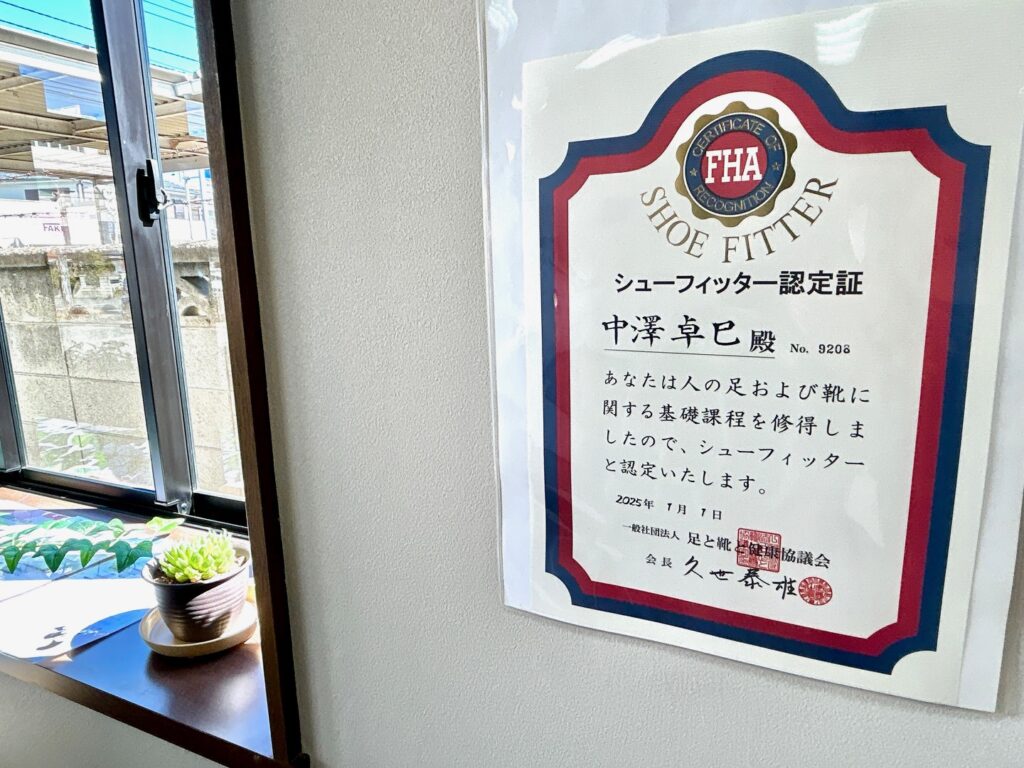 CERTIFICATE OF
FHA
RECOGNITION
SHOE FITTER
シューフィッター認定証
中澤卓巳 殿 No. 9208
あなたは人の足および靴に
関する基礎課程を修得しま
したので、シューフィッター
と認定いたします。
2025年 1月 1日
一般社団法人 足と靴と健康協議会
会長 久世泰雄